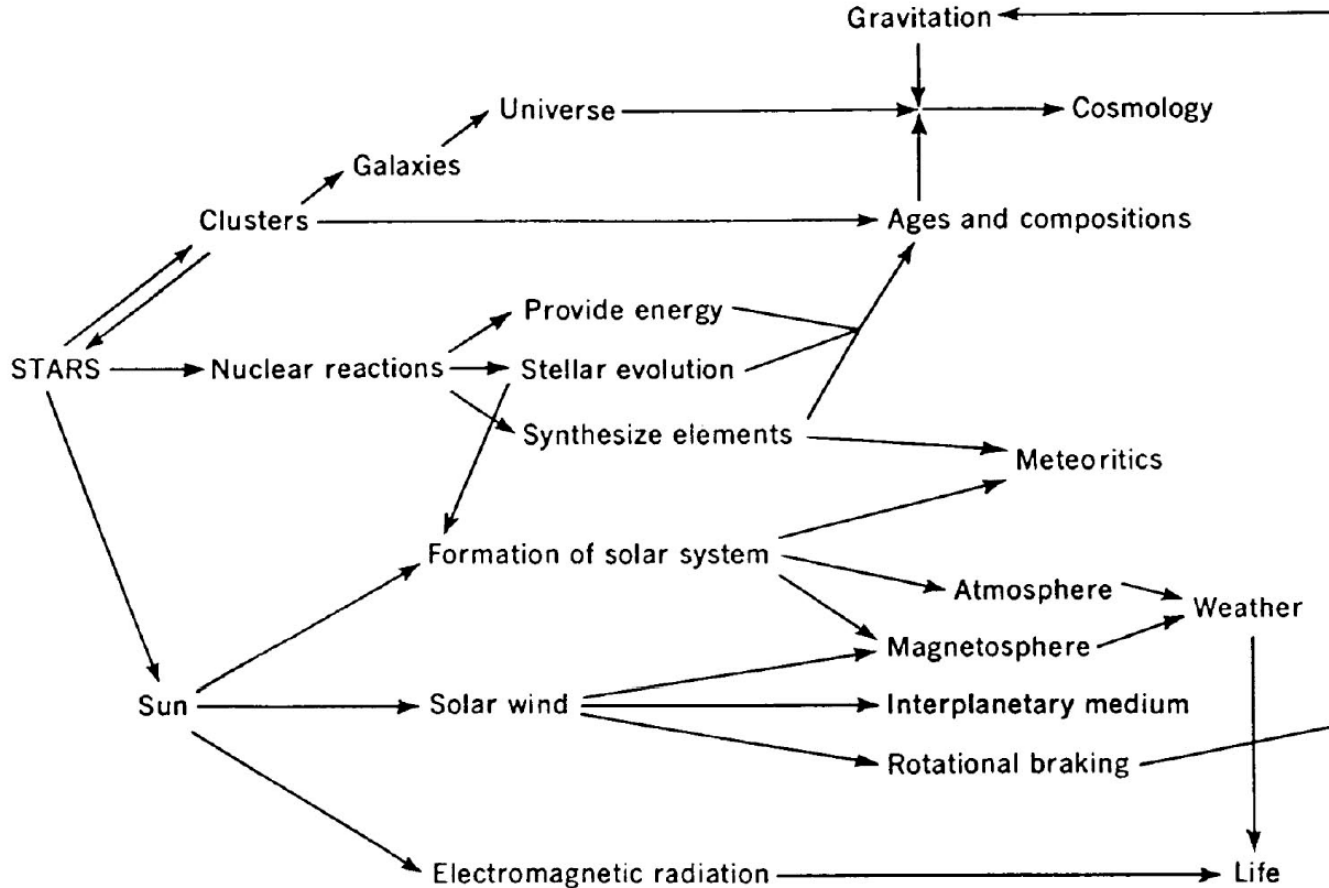 Gravitation
Universe
Cosmology
Galaxies
Clusters
Ages and compositions
Provide energy
STARS
Nuclear reactions
Stellar evolution
Synthesize elements
Meteoritics
Formation of solar system
Atmosphere
Weather
Magnetosphere
Sun
Solar wind
Interplanetary medium
Rotational braking
Electromagnetic radiation
Life